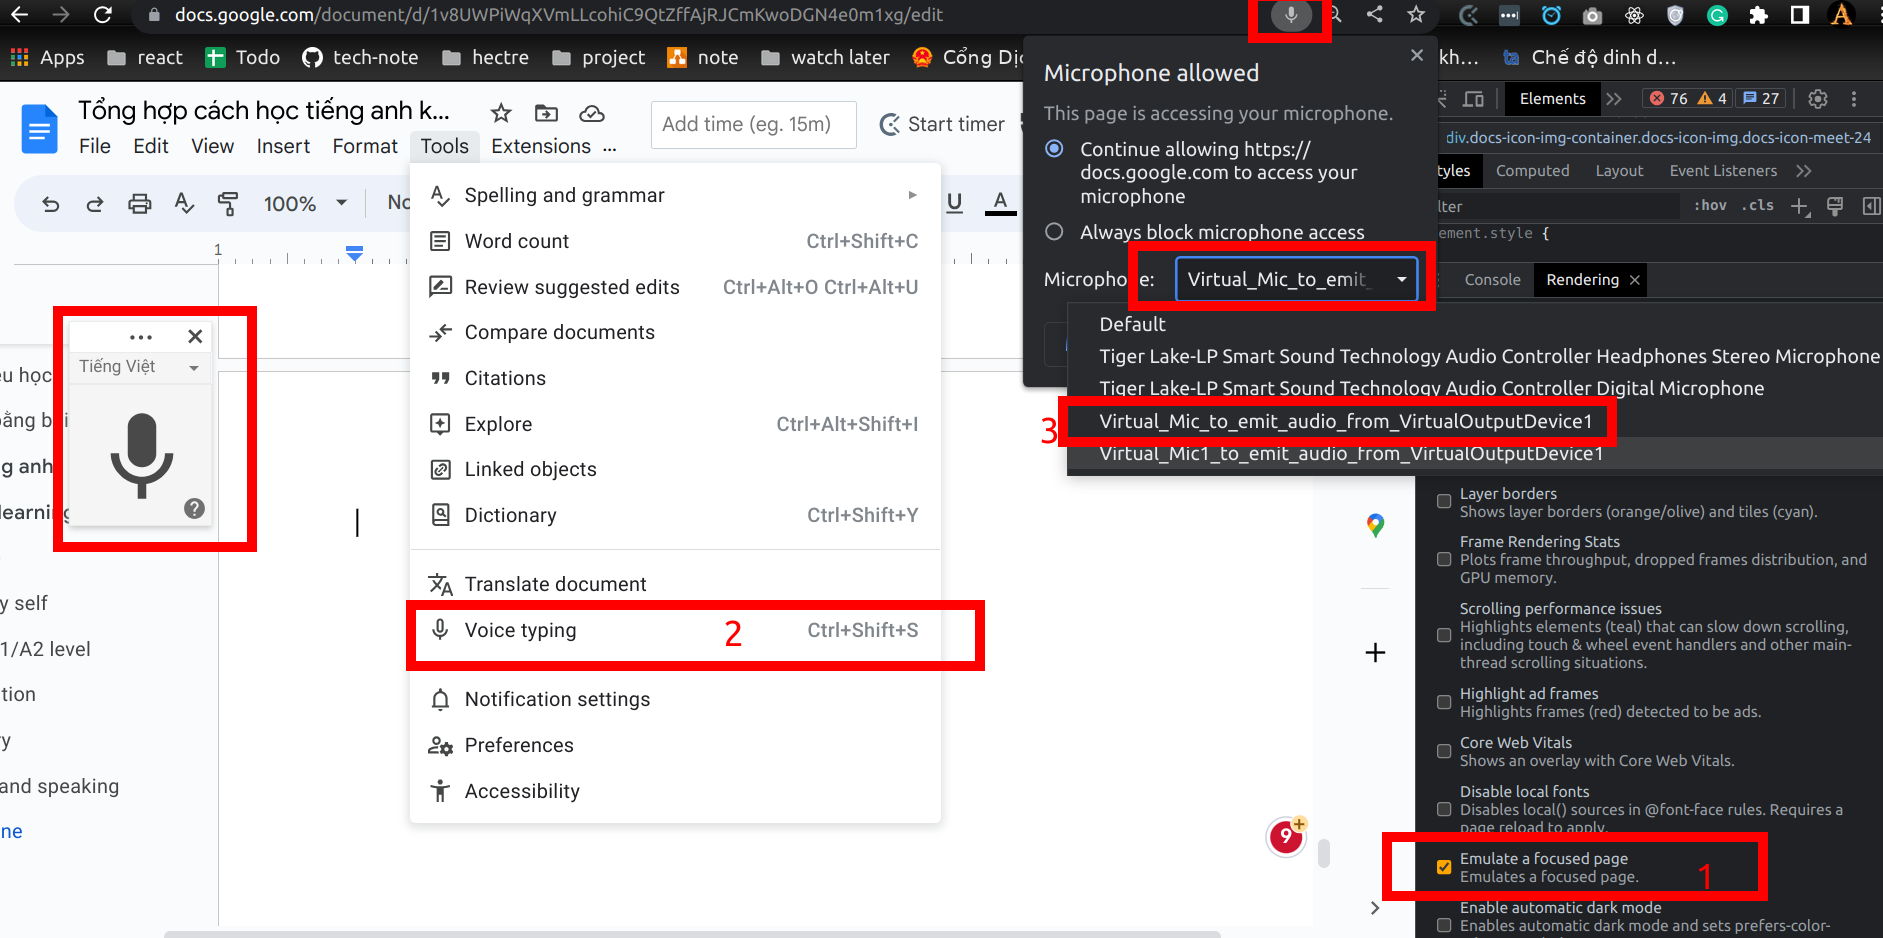 docs.google.com/document/d/1v8UWPiWqXVmLLcohiC9QtZffAjRJCmKwoDGN4e0m1xg/edit
Apps react Todo tech-note hectre project note watch later Cổng Dị kh... Chế độ dinh d...
Tổng hợp cách học tiếng anh k...
Add time (eg. 15m) Start timer
File Edit View Insert Format Tools Extensions ...
100%
1
Spelling and grammar
Word count Ctrl+Shift+C
Review suggested edits Ctrl+Alt+O Ctrl+Alt+U
Compare documents
Citations
Explore Ctrl+Alt+Shift+I
Linked objects
Dictionary Ctrl+Shift+Y
Translate document
Voice typing 2 Ctrl+Shift+S
Notification settings
Preferences
Accessibility
Tiếng Việt
học
anh
y self
1/A2 level
tion
ry
and speaking
ne
Microphone allowed
This page is accessing your microphone.
Continue allowing https://
docs.google.com to access your
microphone
Always block microphone access
Microphone: Virtual_Mic_to_emit_
Default
Tiger Lake-LP Smart Sound Technology Audio Controller Headphones Stereo Microphone
Tiger Lake-LP Smart Sound Technology Audio Controller Digital Microphone
3 Virtual_Mic_to_emit_audio_from_VirtualOutputDevice1
Virtual_Mic1_to_emit_audio_from_VirtualOutputDevice1
Elements 76 4 27
div.docs-icon-img-container.docs-icon-img.docs-icon-meet-24
tyles Computed Layout Event Listeners
lter :hov .cls
ement.style {
Console Rendering
Layer borders
Shows layer borders (orange/olive) and tiles (cyan).
Frame Rendering Stats
Plots frame throughput, dropped frames distribution, and
GPU memory.
Scrolling performance issues
Highlights elements (teal) that can slow down scrolling,
including touch & wheel event handlers and other main-
thread scrolling situations.
Highlight ad frames
Highlights frames (red) detected to be ads.
Core Web Vitals
Shows an overlay with Core Web Vitals.
Disable local fonts
Disables local() sources in @font-face rules. Requires a
page reload to apply.
Emulate a focused page
Emulates a focused page. 1
Enable automatic dark mode
Enables automatic dark mode and sets prefers-color-
9